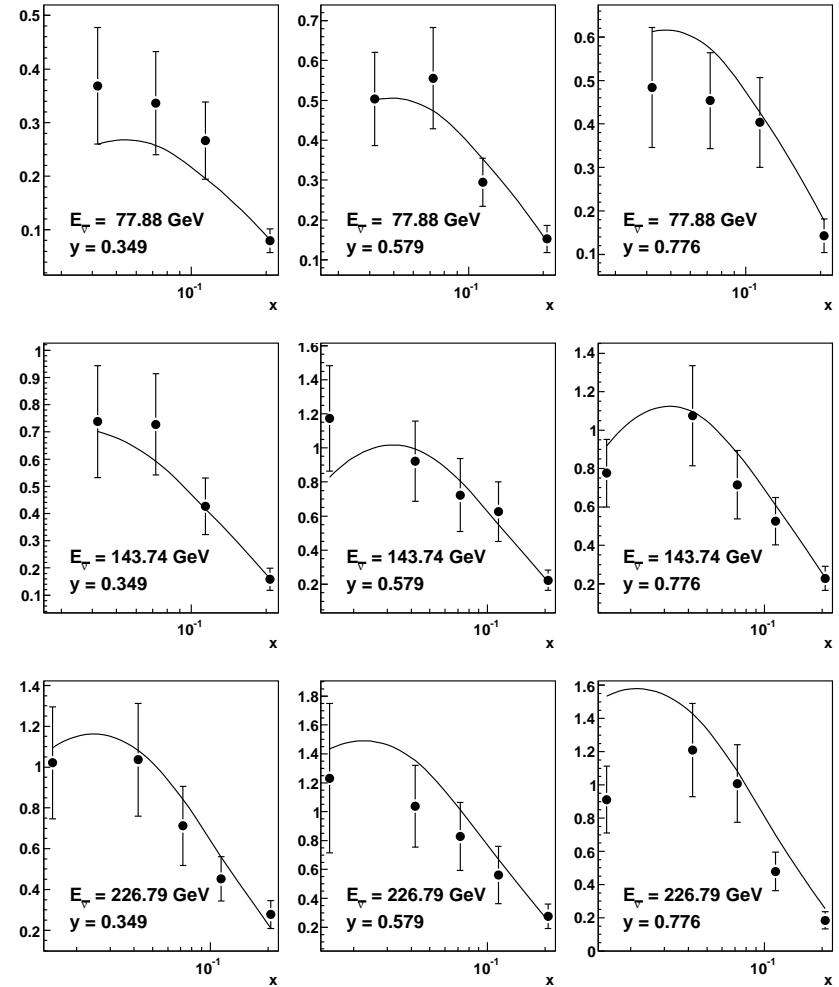 0.5
0.4
0.3
0.2
0.1
E_ν̄ = 77.88 GeV
y = 0.349
10⁻¹
x
0.7
0.6
0.5
0.4
0.3
0.2
0.1
E_ν̄ = 77.88 GeV
y = 0.579
10⁻¹
x
0.6
0.5
0.4
0.3
0.2
0.1
E_ν̄ = 77.88 GeV
y = 0.776
10⁻¹
x
1
0.9
0.8
0.7
0.6
0.5
0.4
0.3
0.2
0.1
E_ν̄ = 143.74 GeV
y = 0.349
10⁻¹
x
1.6
1.4
1.2
1
0.8
0.6
0.4
0.2
E_ν̄ = 143.74 GeV
y = 0.579
10⁻¹
x
1.4
1.2
1
0.8
0.6
0.4
0.2
E_ν̄ = 143.74 GeV
y = 0.776
10⁻¹
x
1.4
1.2
1
0.8
0.6
0.4
0.2
E_ν̄ = 226.79 GeV
y = 0.349
10⁻¹
x
1.8
1.6
1.4
1.2
1
0.8
0.6
0.4
0.2
E_ν̄ = 226.79 GeV
y = 0.579
10⁻¹
x
1.6
1.4
1.2
1
0.8
0.6
0.4
0.2
0
E_ν̄ = 226.79 GeV
y = 0.776
10⁻¹
x